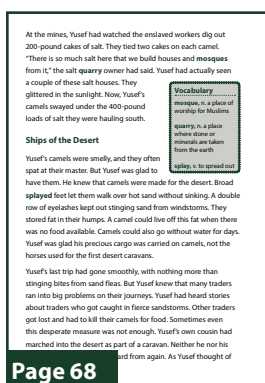 At the mines, Yusef had watched the enslaved workers dig out
200-pound cakes of salt. They tied two cakes on each camel.
"There is so much salt here that we build houses and mosques
from it," the salt quarry owner had said. Yusef had actually seen
a couple of these salt houses. They
glittered in the sunlight. Now, Yusef's
camels swayed under the 400-pound
loads of salt they were hauling south.
Vocabulary
mosque, n. a place of
worship for Muslims
quarry, n. a place
where stone or
minerals are taken
from the earth
splay, v. to spread out
Ships of the Desert
Yusef's camels were smelly, and they often
spat at their master. But Yusef was glad to
have them. He knew that camels were made for the desert. Broad
splayed feet let them walk over hot sand without sinking. A double
row of eyelashes kept out stinging sand from windstorms. They
stored fat in their humps. A camel could live off this fat when there
was no food available. Camels could also go without water for days.
Yusef was glad his precious cargo was carried on camels, not the
horses used for the first desert caravans.
Yusef's last trip had gone smoothly, with nothing more than
stinging bites from sand fleas. But Yusef knew that many traders
ran into big problems on their journeys. Yusef had heard stories
about traders who got caught in fierce sandstorms. Other traders
got lost and had to kill their camels for food. Sometimes even
this desperate measure was not enough. Yusef's own cousin had
marched into the desert as part of a caravan. Neither he nor his
ard from again. As Yusef thought of
Page 68